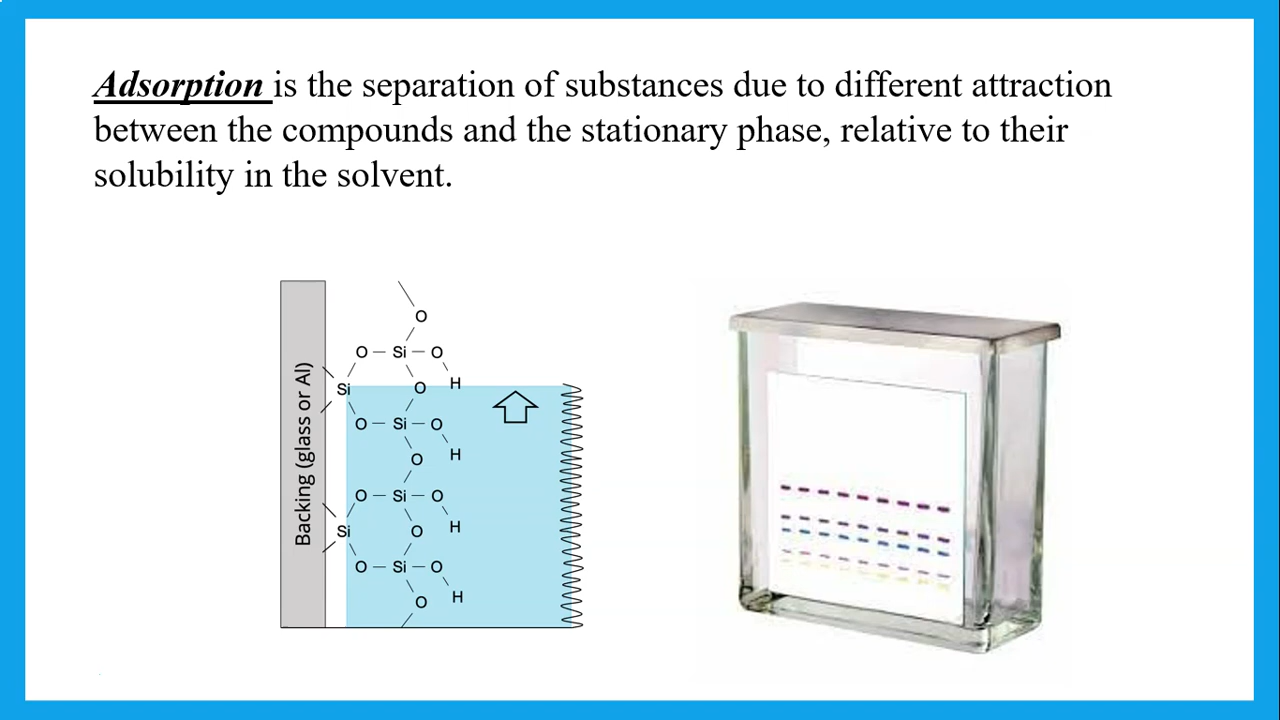 Adsorption is the separation of substances due to different attraction
between the compounds and the stationary phase, relative to their
solubility in the solvent.
Backing (glass or Al)
O
O — Si — O
H
Si
O
O — Si — O
H
O
O — Si — O
H
Si
O
O — Si — O
H
O